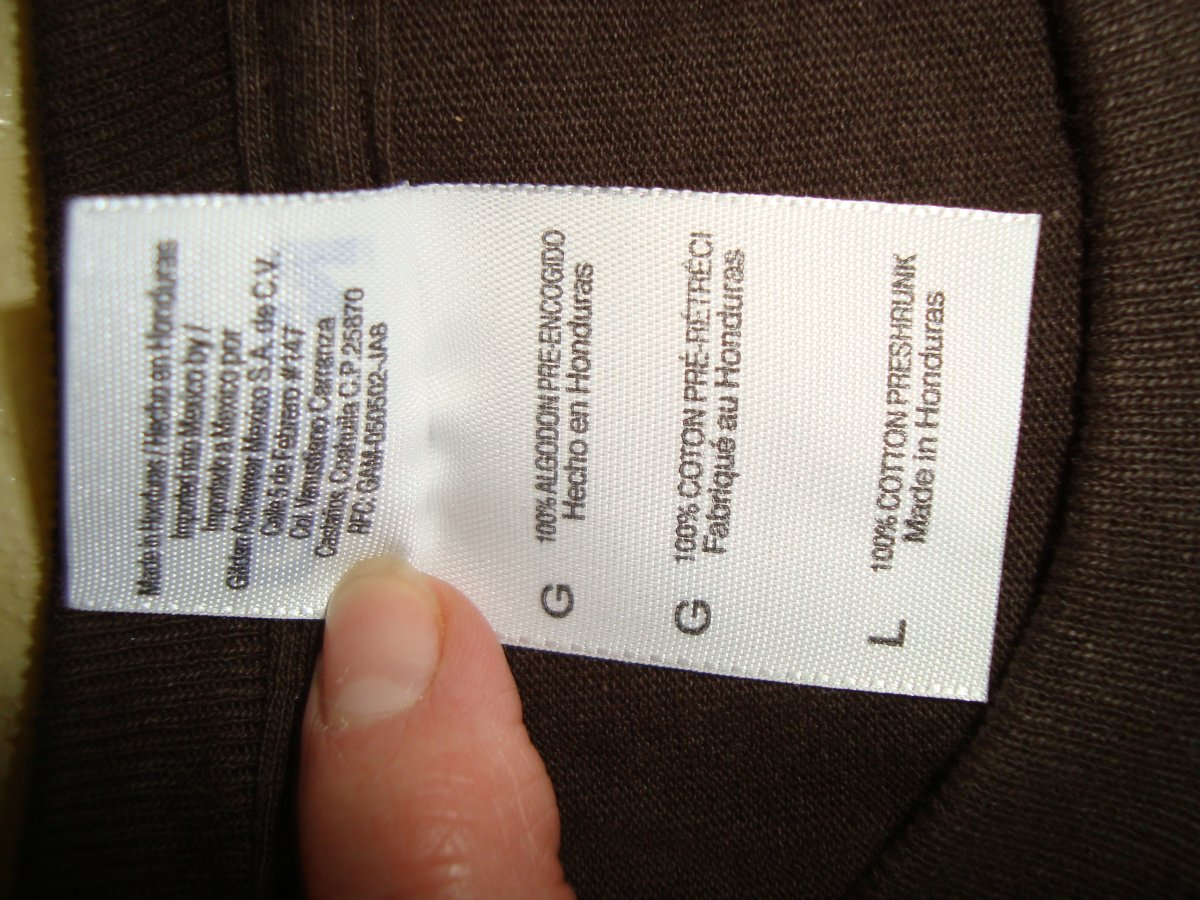 Made in Honduras / Hecho en Honduras
Imported into Mexico by /
Importado a Mexico por
Gildan Activewear Mexico S.A. de C.V.
Calle 5 de Febrero #147
Col. Venustiano Carranza
Castaños, Coahuila C.P. 25870
RFC: GAM-050502-JA8
G 100% ALGODON PRE-ENCOGIDO
Hecho en Honduras
G 100% COTON PRÉ-RÉTRÉCI
Fabriqué au Honduras
L 100% COTTON PRESHRUNK
Made in Honduras